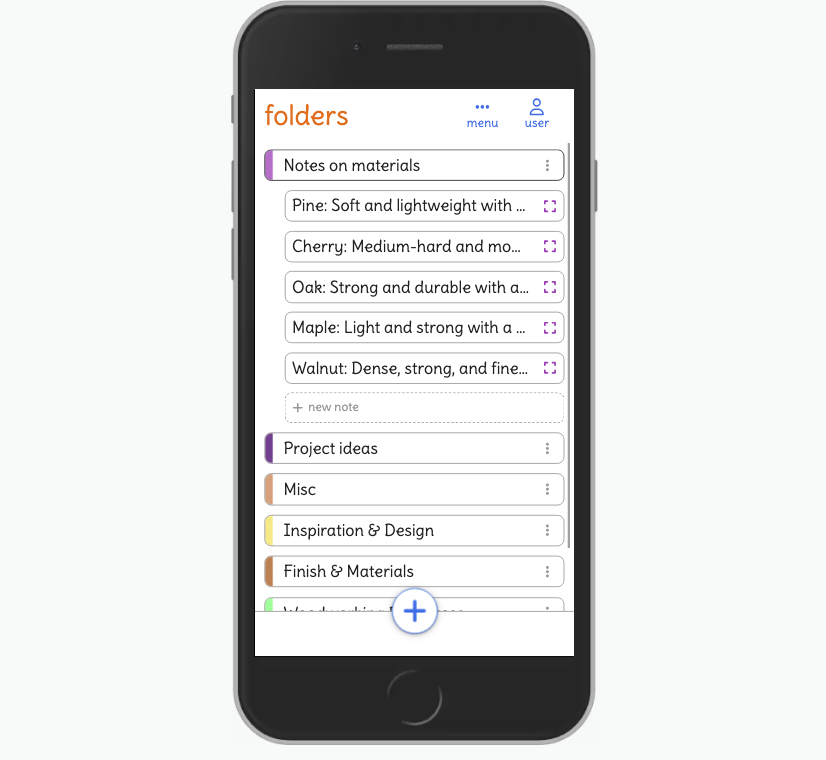 folders
menu
user
Notes on materials
Pine: Soft and lightweight with ...
Cherry: Medium-hard and mo...
Oak: Strong and durable with a...
Maple: Light and strong with a ...
Walnut: Dense, strong, and fine...
+ new note
Project ideas
Misc
Inspiration & Design
Finish & Materials
Woodworking